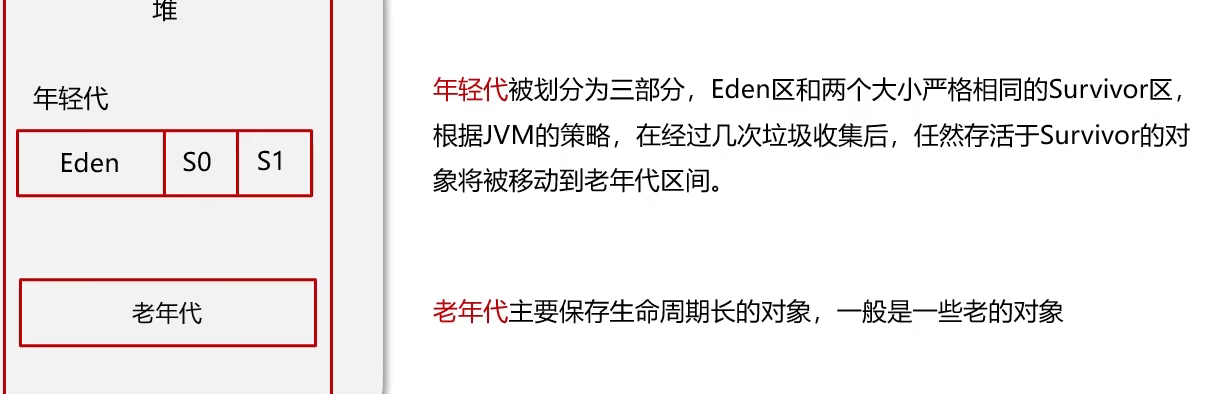 堆
年轻代
Eden
S0
S1
老年代
年轻代被划分为三部分，Eden区和两个大小严格相同的Survivor区，
根据JVM的策略，在经过几次垃圾收集后，任然存活于Survivor的对
象将被移动到老年代区间。
老年代主要保存生命周期长的对象，一般是一些老的对象